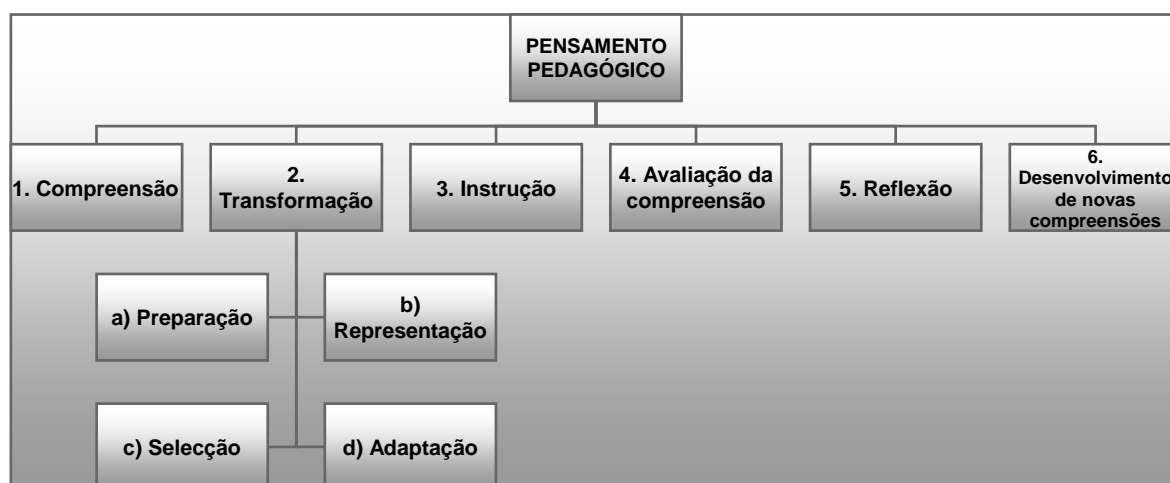 PENSAMENTO
PEDAGÓGICO
1. Compreensão
2.
Transformação
3. Instrução
4. Avaliação da
compreensão
5. Reflexão
6.
Desenvolvimento
de novas
compreensões
a) Preparação
b)
Representação
c) Selecção
d) Adaptação